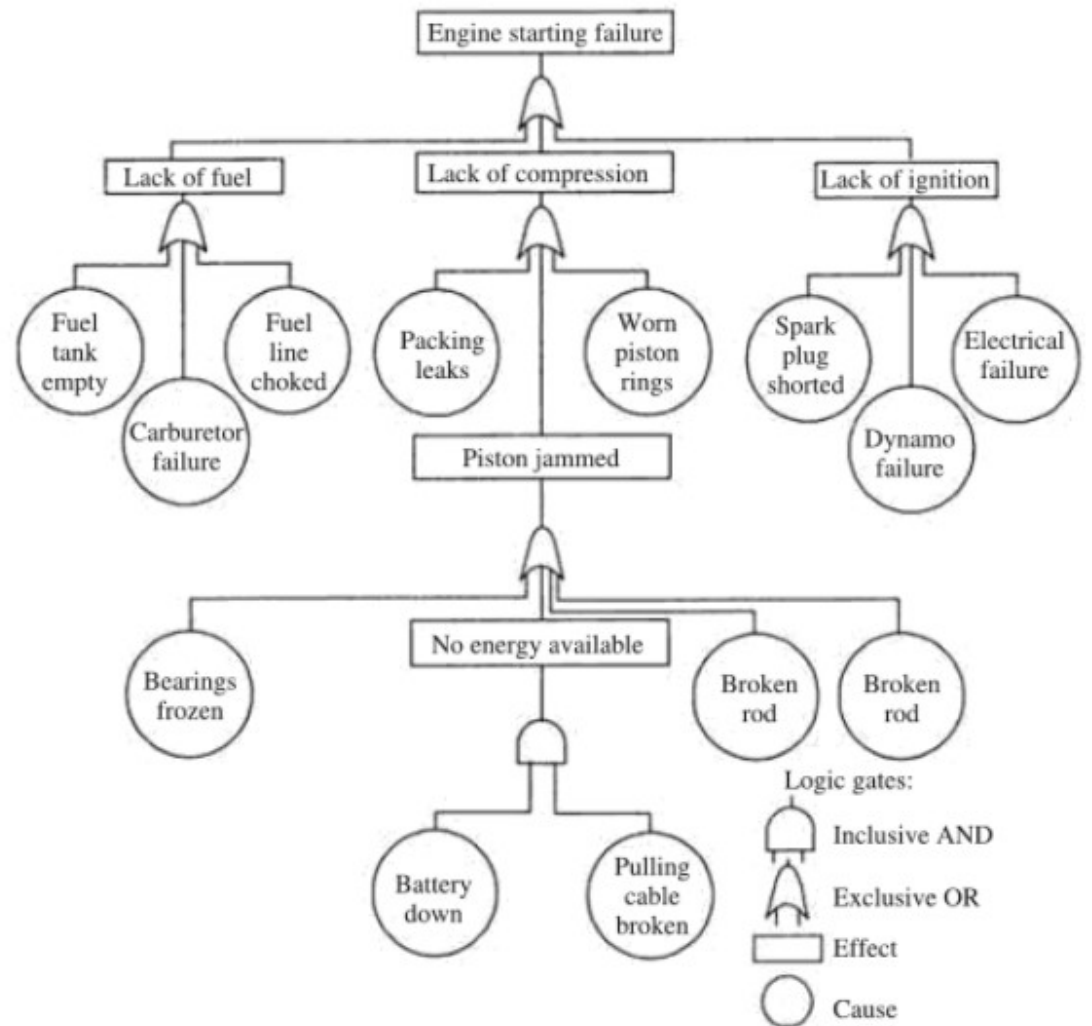 Engine starting failure
Lack of fuel
Lack of compression
Lack of ignition
Fuel
tank
empty
Carburetor
failure
Fuel
line
choked
Packing
leaks
Worn
piston
rings
Spark
plug
shorted
Dynamo
failure
Electrical
failure
Piston jammed
Bearings
frozen
No energy available
Broken
rod
Broken
rod
Battery
down
Pulling
cable
broken
Logic gates:
Inclusive AND
Exclusive OR
Effect
Cause